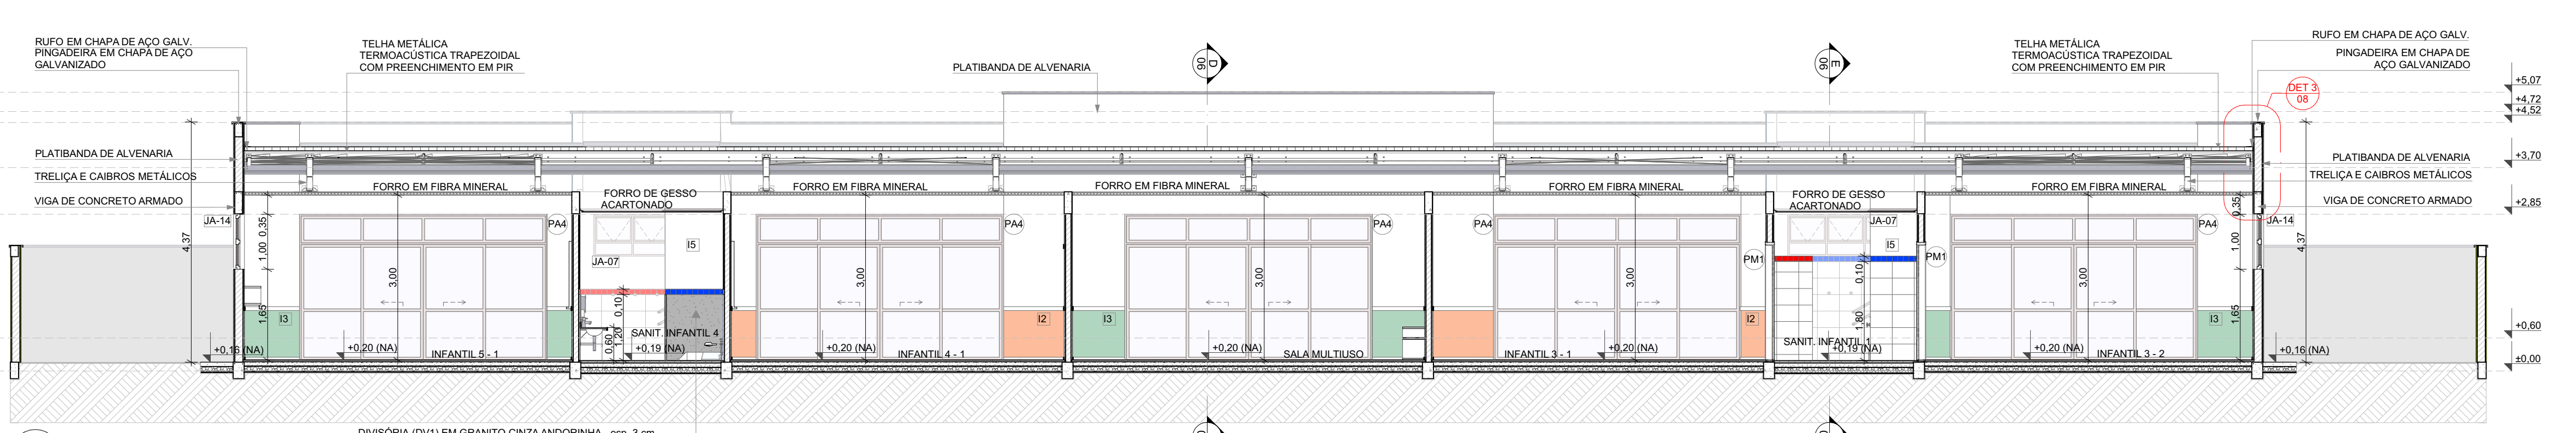 RUFO EM CHAPA DE AÇO GALV.
PINGADEIRA EM CHAPA DE AÇO
GALVANIZADO
TELHA METÁLICA
TERMOACÚSTICA TRAPEZOIDAL
COM PREENCHIMENTO EM PIR
PLATIBANDA DE ALVENARIA
D
06
E
06
TELHA METÁLICA
TERMOACÚSTICA TRAPEZOIDAL
COM PREENCHIMENTO EM PIR
RUFO EM CHAPA DE AÇO GALV.
PINGADEIRA EM CHAPA DE
AÇO GALVANIZADO
DET 3
08
+5,07
+4,72
+4,52
+3,70
+2,85
+0,60
±0,00
PLATIBANDA DE ALVENARIA
TRELIÇA E CAIBROS METÁLICOS
VIGA DE CONCRETO ARMADO
PLATIBANDA DE ALVENARIA
TRELIÇA E CAIBROS METÁLICOS
VIGA DE CONCRETO ARMADO
FORRO EM FIBRA MINERAL
FORRO DE GESSO
ACARTONADO
FORRO EM FIBRA MINERAL
FORRO EM FIBRA MINERAL
FORRO EM FIBRA MINERAL
FORRO DE GESSO
ACARTONADO
FORRO EM FIBRA MINERAL
JA-14
PA4
I5
JA-07
PA4
PA4
PA4
PM1
JA-07
I5
PM1
PA4
JA-14
4,37
0,35
1,00
1,65
3,00
0,10
1,20
0,60
3,00
3,00
3,00
0,10
1,80
3,00
0,35
1,00
1,65
4,37
I3
I2
I3
I2
I3
+0,16 (NA)
+0,20 (NA)
INFANTIL 5 - 1
SANIT. INFANTIL 4
+0,19 (NA)
+0,20 (NA)
INFANTIL 4 - 1
+0,20 (NA)
SALA MULTIUSO
INFANTIL 3 - 1
+0,20 (NA)
SANIT. INFANTIL 1
+0,19 (NA)
+0,20 (NA)
INFANTIL 3 - 2
+0,16 (NA)
DIVISÓRIA (DV1) EM GRANITO CINZA ANDORINHA - esp. 3 cm